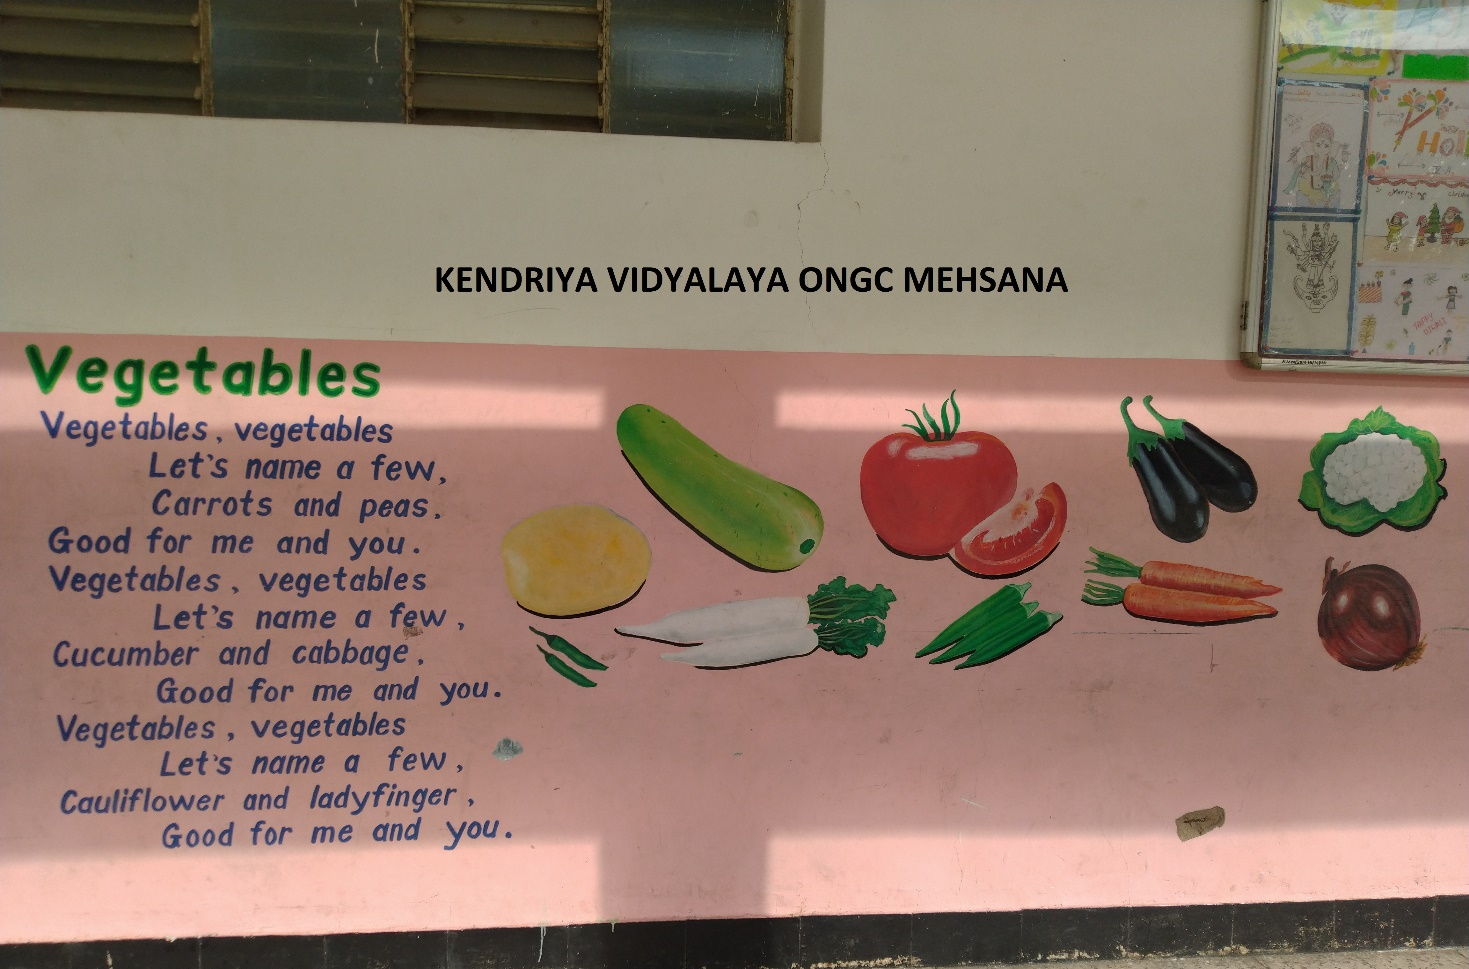 KENDRIYA VIDYALAYA ONGC MEHSANA
Vegetables
Vegetables, vegetables
Let's name a few,
Carrots and peas.
Good for me and you.
Vegetables, vegetables
Let's name a few,
Cucumber and cabbage,
Good for me and you.
Vegetables, vegetables
Let's name a few,
Cauliflower and ladyfinger,
Good for me and you.
Holi